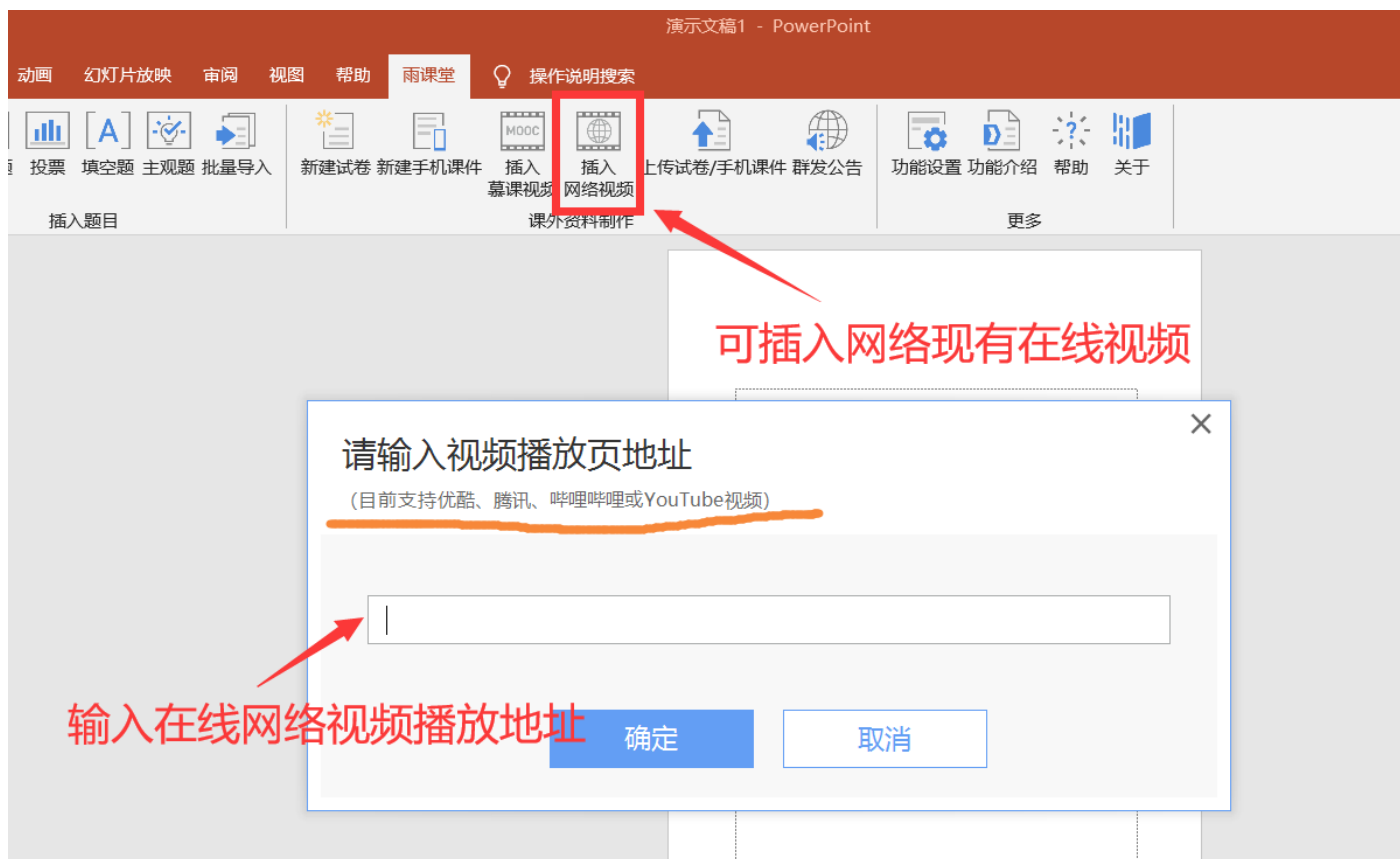 演示文稿1 - PowerPoint
动画 幻灯片放映 审阅 视图 帮助 雨课堂 操作说明搜索
投票 填空题 主观题 批量导入 新建试卷 新建手机课件 插入 慕课视频 插入 网络视频 上传试卷/手机课件 群发公告 功能设置 功能介绍 帮助 关于
MOOC
插入题目 课外资料制作 更多
可插入网络现有在线视频
请输入视频播放页地址
(目前支持优酷、腾讯、哔哩哔哩或YouTube视频)
输入在线网络视频播放地址
确定 取消